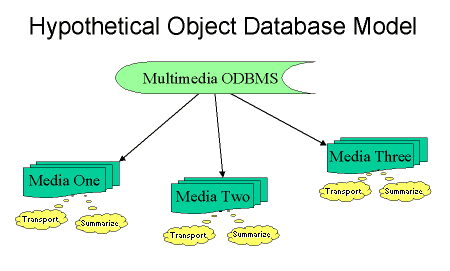 Hypothetical Object Database Model
Multimedia ODBMS
Media One
Media Two
Media Three
Transport
Summarize
Transport
Summarize
Transport
Summarize